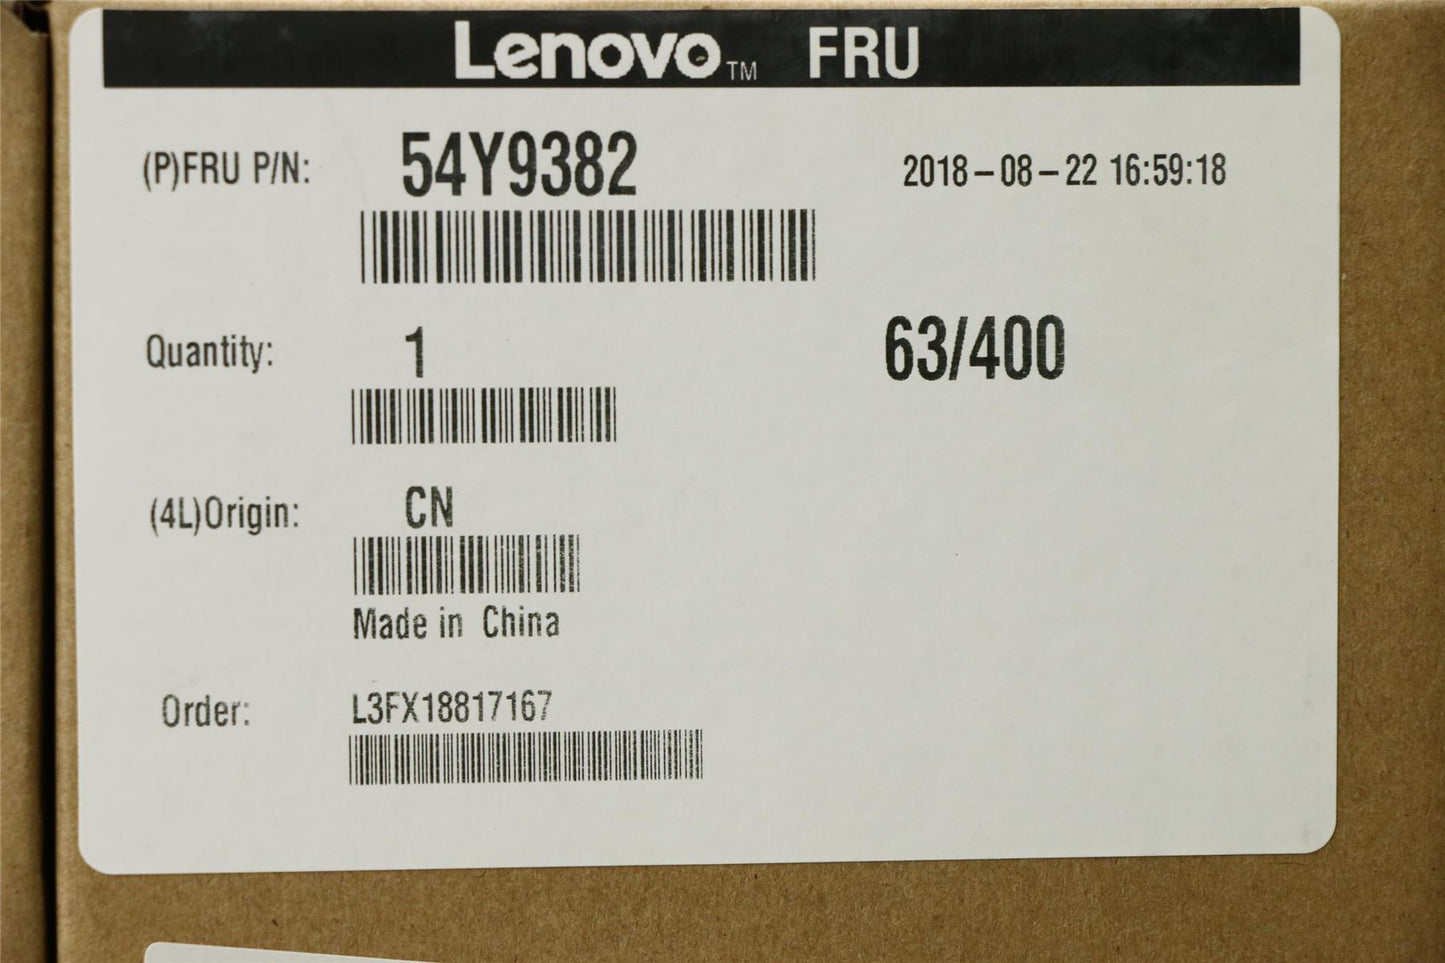 Lenovo™ FRU
(P)FRU P/N: 54Y9382 2018-08-22 16:59:18
Quantity: 1 63/400
(4L)Origin: CN
Made in China
Order: L3FX18817167